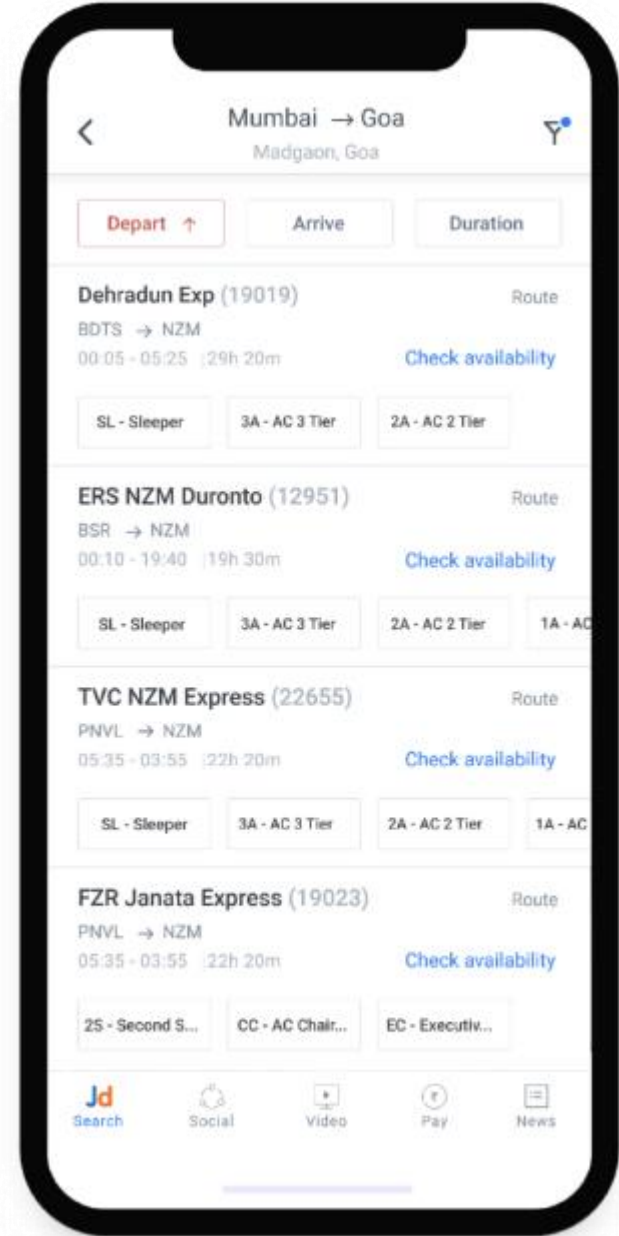 Mumbai → Goa
Madgaon, Goa
Depart ↑ Arrive Duration
Dehradun Exp (19019) Route
BDTS → NZM
00:05 - 05:25 29h 20m Check availability
SL - Sleeper 3A - AC 3 Tier 2A - AC 2 Tier
ERS NZM Duronto (12951) Route
BSR → NZM
00:10 - 19:40 19h 30m Check availability
SL - Sleeper 3A - AC 3 Tier 2A - AC 2 Tier 1A - AC
TVC NZM Express (22655) Route
PNVL → NZM
05:35 - 03:55 22h 20m Check availability
SL - Sleeper 3A - AC 3 Tier 2A - AC 2 Tier 1A - AC
FZR Janata Express (19023) Route
PNVL → NZM
05:35 - 03:55 22h 20m Check availability
2S - Second S... CC - AC Chair... EC - Executiv...
Jd
Search Social Video Pay News